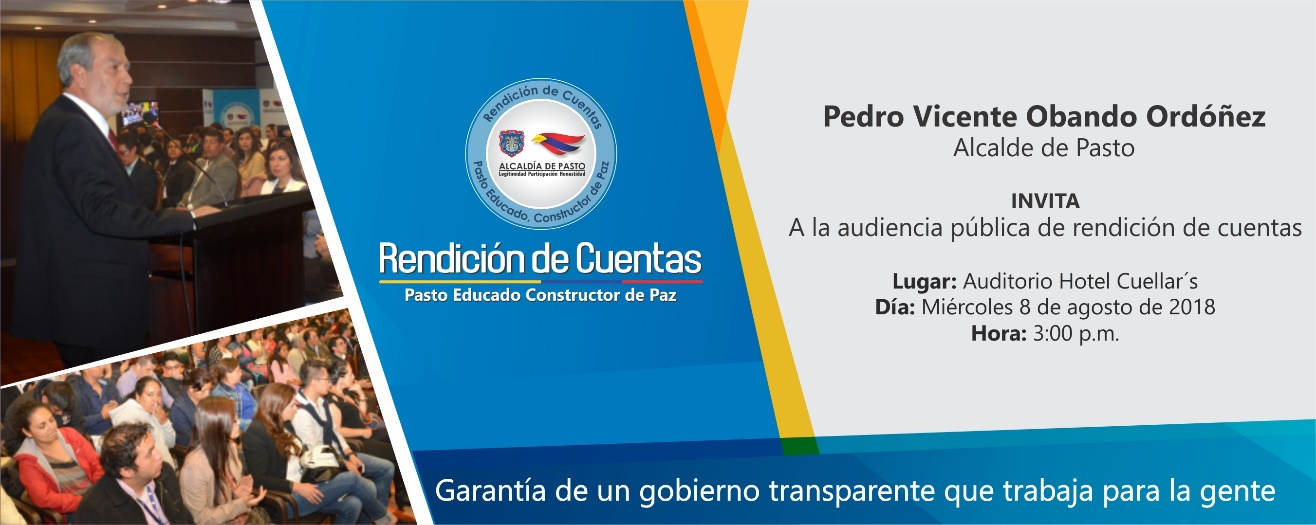 Rendición de Cuentas
ALCALDÍA DE PASTO
Legitimidad Participación Honestidad
Pasto Educado, Constructor de Paz
Rendición de Cuentas
Pasto Educado Constructor de Paz
Pedro Vicente Obando Ordóñez
Alcalde de Pasto
INVITA
A la audiencia pública de rendición de cuentas
Lugar: Auditorio Hotel Cuellar´s
Día: Miércoles 8 de agosto de 2018
Hora: 3:00 p.m.
Garantía de un gobierno transparente que trabaja para la gente